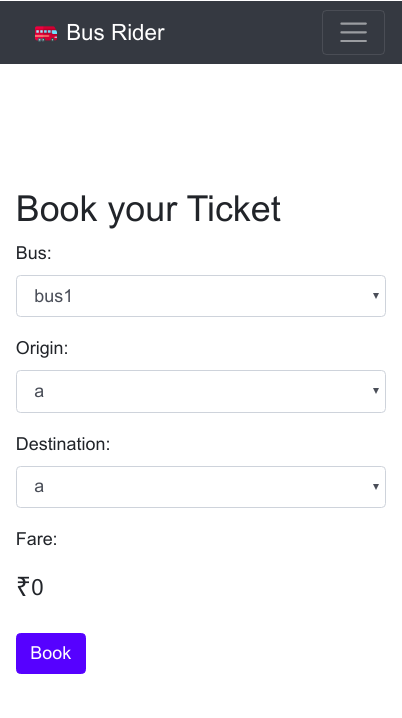 Bus Rider
Book your Ticket
Bus:
bus1
Origin:
a
Destination:
a
Fare:
₹0
Book